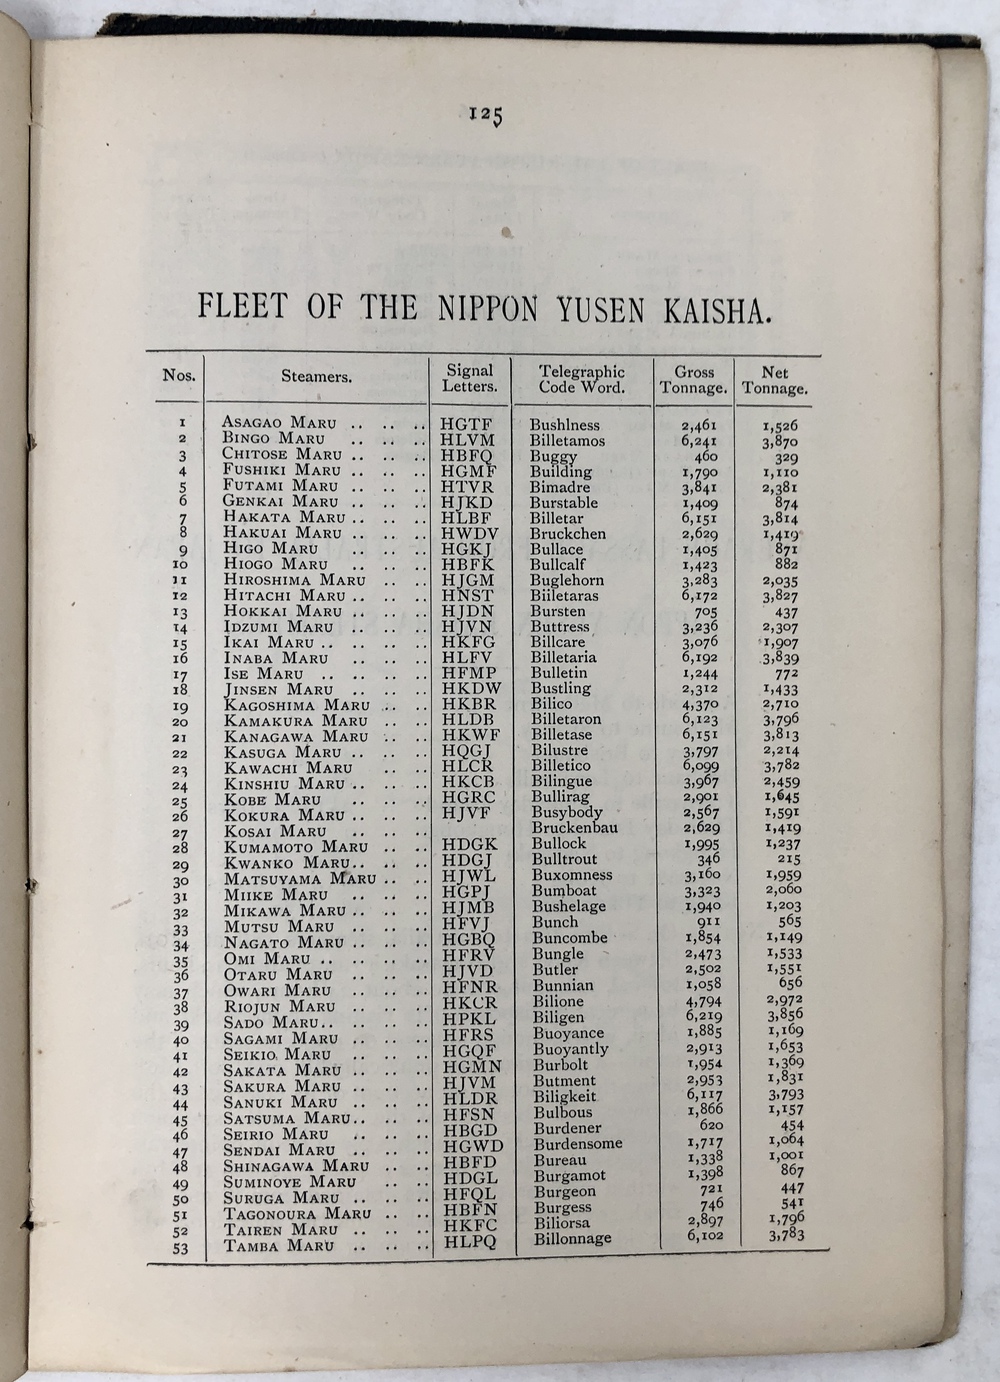 125
FLEET OF THE NIPPON YUSEN KAISHA.
Nos. Steamers. Signal Letters. Telegraphic Code Word. Gross Tonnage. Net Tonnage.
1 ASAGAO MARU .. .. .. HGTF Bushlness 2,461 1,526
2 BINGO MARU .. .. .. HLVM Billetamos 6,241 3,870
3 CHITOSE MARU .. .. .. HBFQ Buggy 460 329
4 FUSHIKI MARU .. .. .. HGMF Building 1,790 1,110
5 FUTAMI MARU .. .. .. HTVR Bimadre 3,841 2,381
6 GENKAI MARU .. .. .. HJKD Burstable 1,409 874
7 HAKATA MARU .. .. .. HLBF Billetar 6,151 3,814
8 HAKUAI MARU .. .. .. HWDV Bruckchen 2,629 1,419
9 HIGO MARU .. .. .. HGKJ Bullace 1,405 871
10 HIOGO MARU .. .. .. HBFK Bullcalf 1,423 882
11 HIROSHIMA MARU .. .. HJGM Buglehorn 3,283 2,035
12 HITACHI MARU .. .. .. HNST Biiletaras 6,172 3,827
13 HOKKAI MARU .. .. .. HJDN Bursten 705 437
14 IDZUMI MARU .. .. .. HJVN Buttress 3,236 2,307
15 IKAI MARU .. .. .. .. HKFG Billcare 3,076 1,907
16 INABA MARU .. .. .. HLFV Billetaria 6,192 3,839
17 ISE MARU .. .. .. .. HFMP Bulletin 1,244 772
18 JINSEN MARU .. .. .. HKDW Bustling 2,312 1,433
19 KAGOSHIMA MARU .. .. HKBR Bilico 4,370 2,710
20 KAMAKURA MARU .. .. HLDB Billetaron 6,123 3,796
21 KANAGAWA MARU .. .. HKWF Billetase 6,151 3,813
22 KASUGA MARU .. .. .. HQGJ Bilustre 3,797 2,214
23 KAWACHI MARU .. .. HLCR Billetico 6,099 3,782
24 KINSHIU MARU .. .. .. HKCB Bilingue 3,967 2,459
25 KOBE MARU .. .. .. HGRC Bullirag 2,901 1,645
26 KOKURA MARU .. .. .. HJVF Busybody 2,567 1,591
27 KOSAI MARU .. .. .. Bruckenbau 2,629 1,419
28 KUMAMOTO MARU .. .. HDGK Bullock 1,995 1,237
29 KWANKO MARU .. .. .. HDGJ Bulltrout 346 215
30 MATSUYAMA MARU .. .. HJWL Buxomness 3,160 1,959
31 MIIKE MARU .. .. .. HGPJ Bumboat 3,323 2,060
32 MIKAWA MARU .. .. .. HJMB Bushelage 1,940 1,203
33 MUTSU MARU .. .. .. HFVJ Bunch 911 565
34 NAGATO MARU .. .. .. HGBQ Buncombe 1,854 1,149
35 OMI MARU .. .. .. .. HFRV Bungle 2,473 1,533
36 OTARU MARU .. .. .. HJVD Butler 2,502 1,551
37 OWARI MARU .. .. .. HFNR Bunnian 1,058 656
38 RIOJUN MARU .. .. .. HKCR Bilione 4,794 2,972
39 SADO MARU .. .. .. .. HPKL Biligen 6,219 3,856
40 SAGAMI MARU .. .. .. HFRS Buoyance 1,885 1,169
41 SEIKIO MARU .. .. .. HGQF Buoyantly 2,913 1,653
42 SAKATA MARU .. .. .. HGMN Burbolt 1,954 1,369
43 SAKURA MARU .. .. .. HJVM Butment 2,953 1,831
44 SANUKI MARU .. .. .. HLDR Biligkeit 6,117 3,793
45 SATSUMA MARU .. .. .. HFSN Bulbous 1,866 1,157
46 SEIRIO MARU .. .. .. HBGD Burdener 620 454
47 SENDAI MARU .. .. .. HGWD Burdensome 1,717 1,064
48 SHINAGAWA MARU .. .. HBFD Bureau 1,338 1,001
49 SUMINOYE MARU .. .. HDGL Burgamot 1,398 867
50 SURUGA MARU .. .. .. HFQL Burgeon 721 447
51 TAGONOURA MARU .. .. HBFN Burgess 746 541
52 TAIREN MARU .. .. .. HKFC Biliorsa 2,897 1,796
53 TAMBA MARU .. .. .. HLPQ Billonnage 6,102 3,783